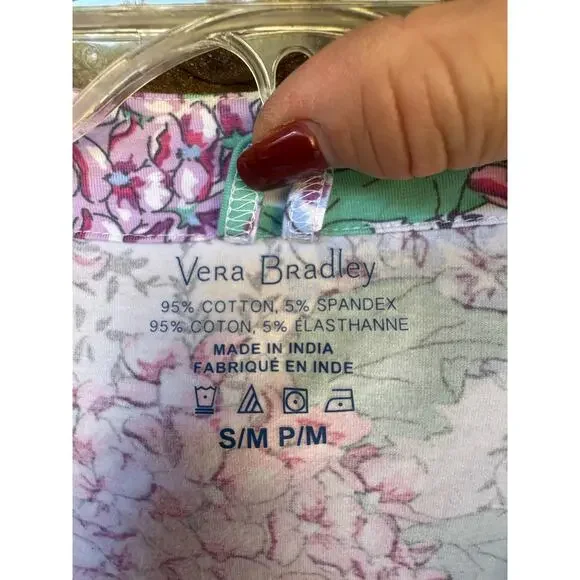 Vera Bradley
95% COTTON, 5% SPANDEX
95% COTON, 5% ÉLASTHANNE
MADE IN INDIA
FABRIQUÉ EN INDE
S/M P/M